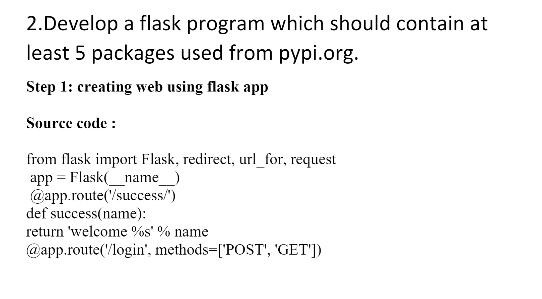 2.Develop a flask program which should contain at
least 5 packages used from pypi.org.
Step 1: creating web using flask app
Source code :
from flask import Flask, redirect, url_for, request
app = Flask(__name__)
@app.route('/success/')
def success(name):
return 'welcome %s' % name
@app.route('/login', methods=['POST', 'GET'])